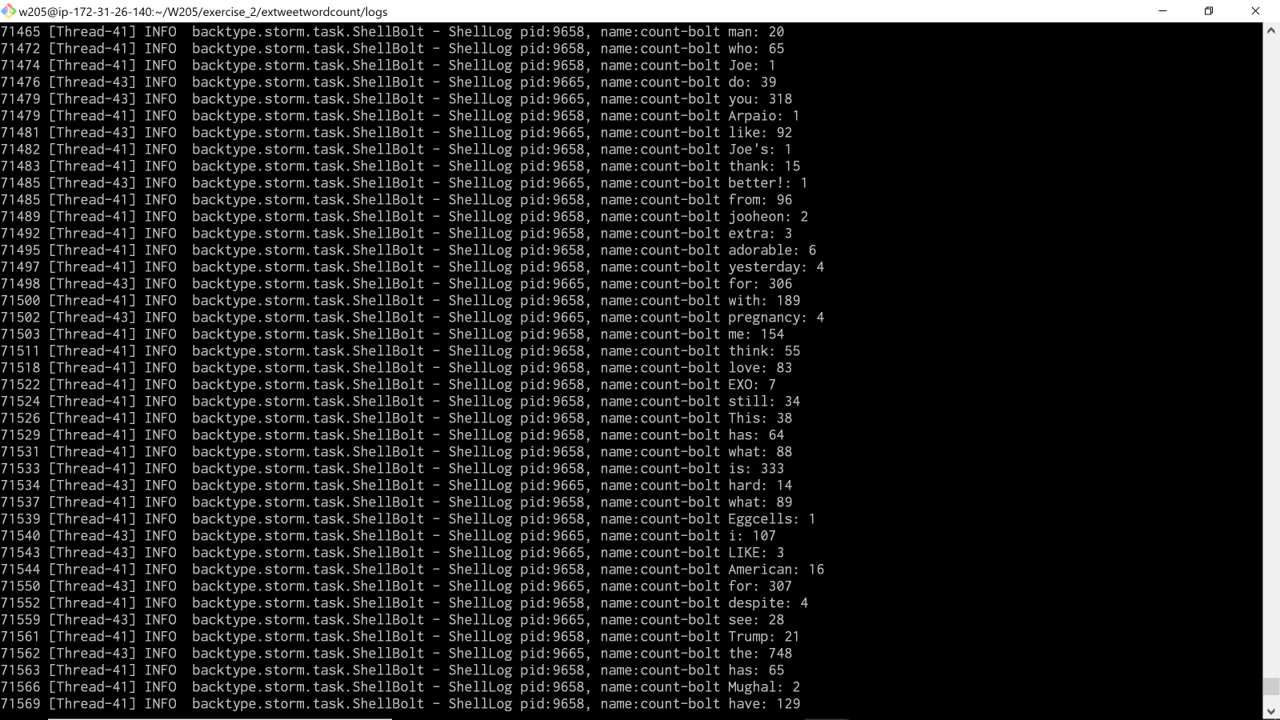 w205@ip-172-31-26-140:~/W205/exercise_2/extweetwordcount/logs
71465 [Thread-41] INFO  backtype.storm.task.ShellBolt - ShellLog pid:9658, name:count-bolt man: 20
71472 [Thread-41] INFO  backtype.storm.task.ShellBolt - ShellLog pid:9658, name:count-bolt who: 65
71474 [Thread-41] INFO  backtype.storm.task.ShellBolt - ShellLog pid:9658, name:count-bolt Joe: 1
71476 [Thread-43] INFO  backtype.storm.task.ShellBolt - ShellLog pid:9665, name:count-bolt do: 39
71479 [Thread-43] INFO  backtype.storm.task.ShellBolt - ShellLog pid:9665, name:count-bolt you: 318
71479 [Thread-41] INFO  backtype.storm.task.ShellBolt - ShellLog pid:9658, name:count-bolt Arpaio: 1
71481 [Thread-43] INFO  backtype.storm.task.ShellBolt - ShellLog pid:9665, name:count-bolt like: 92
71482 [Thread-41] INFO  backtype.storm.task.ShellBolt - ShellLog pid:9658, name:count-bolt Joe's: 1
71483 [Thread-41] INFO  backtype.storm.task.ShellBolt - ShellLog pid:9658, name:count-bolt thank: 15
71485 [Thread-43] INFO  backtype.storm.task.ShellBolt - ShellLog pid:9665, name:count-bolt better!: 1
71485 [Thread-41] INFO  backtype.storm.task.ShellBolt - ShellLog pid:9658, name:count-bolt from: 96
71489 [Thread-41] INFO  backtype.storm.task.ShellBolt - ShellLog pid:9658, name:count-bolt jooheon: 2
71492 [Thread-41] INFO  backtype.storm.task.ShellBolt - ShellLog pid:9658, name:count-bolt extra: 3
71495 [Thread-41] INFO  backtype.storm.task.ShellBolt - ShellLog pid:9658, name:count-bolt adorable: 6
71497 [Thread-41] INFO  backtype.storm.task.ShellBolt - ShellLog pid:9658, name:count-bolt yesterday: 4
71498 [Thread-43] INFO  backtype.storm.task.ShellBolt - ShellLog pid:9665, name:count-bolt for: 306
71500 [Thread-41] INFO  backtype.storm.task.ShellBolt - ShellLog pid:9658, name:count-bolt with: 189
71502 [Thread-43] INFO  backtype.storm.task.ShellBolt - ShellLog pid:9665, name:count-bolt pregnancy: 4
71503 [Thread-41] INFO  backtype.storm.task.ShellBolt - ShellLog pid:9658, name:count-bolt me: 154
71511 [Thread-41] INFO  backtype.storm.task.ShellBolt - ShellLog pid:9658, name:count-bolt think: 55
71518 [Thread-41] INFO  backtype.storm.task.ShellBolt - ShellLog pid:9658, name:count-bolt love: 83
71522 [Thread-41] INFO  backtype.storm.task.ShellBolt - ShellLog pid:9658, name:count-bolt EXO: 7
71524 [Thread-41] INFO  backtype.storm.task.ShellBolt - ShellLog pid:9658, name:count-bolt still: 34
71526 [Thread-41] INFO  backtype.storm.task.ShellBolt - ShellLog pid:9658, name:count-bolt This: 38
71529 [Thread-41] INFO  backtype.storm.task.ShellBolt - ShellLog pid:9658, name:count-bolt has: 64
71531 [Thread-41] INFO  backtype.storm.task.ShellBolt - ShellLog pid:9658, name:count-bolt what: 88
71533 [Thread-41] INFO  backtype.storm.task.ShellBolt - ShellLog pid:9658, name:count-bolt is: 333
71534 [Thread-43] INFO  backtype.storm.task.ShellBolt - ShellLog pid:9665, name:count-bolt hard: 14
71537 [Thread-41] INFO  backtype.storm.task.ShellBolt - ShellLog pid:9658, name:count-bolt what: 89
71539 [Thread-41] INFO  backtype.storm.task.ShellBolt - ShellLog pid:9658, name:count-bolt Eggcells: 1
71540 [Thread-43] INFO  backtype.storm.task.ShellBolt - ShellLog pid:9665, name:count-bolt i: 107
71543 [Thread-43] INFO  backtype.storm.task.ShellBolt - ShellLog pid:9665, name:count-bolt LIKE: 3
71544 [Thread-41] INFO  backtype.storm.task.ShellBolt - ShellLog pid:9658, name:count-bolt American: 16
71550 [Thread-43] INFO  backtype.storm.task.ShellBolt - ShellLog pid:9665, name:count-bolt for: 307
71552 [Thread-41] INFO  backtype.storm.task.ShellBolt - ShellLog pid:9658, name:count-bolt despite: 4
71559 [Thread-43] INFO  backtype.storm.task.ShellBolt - ShellLog pid:9665, name:count-bolt see: 28
71561 [Thread-41] INFO  backtype.storm.task.ShellBolt - ShellLog pid:9658, name:count-bolt Trump: 21
71562 [Thread-43] INFO  backtype.storm.task.ShellBolt - ShellLog pid:9665, name:count-bolt the: 748
71563 [Thread-41] INFO  backtype.storm.task.ShellBolt - ShellLog pid:9658, name:count-bolt has: 65
71566 [Thread-41] INFO  backtype.storm.task.ShellBolt - ShellLog pid:9658, name:count-bolt Mughal: 2
71569 [Thread-41] INFO  backtype.storm.task.ShellBolt - ShellLog pid:9658, name:count-bolt have: 129